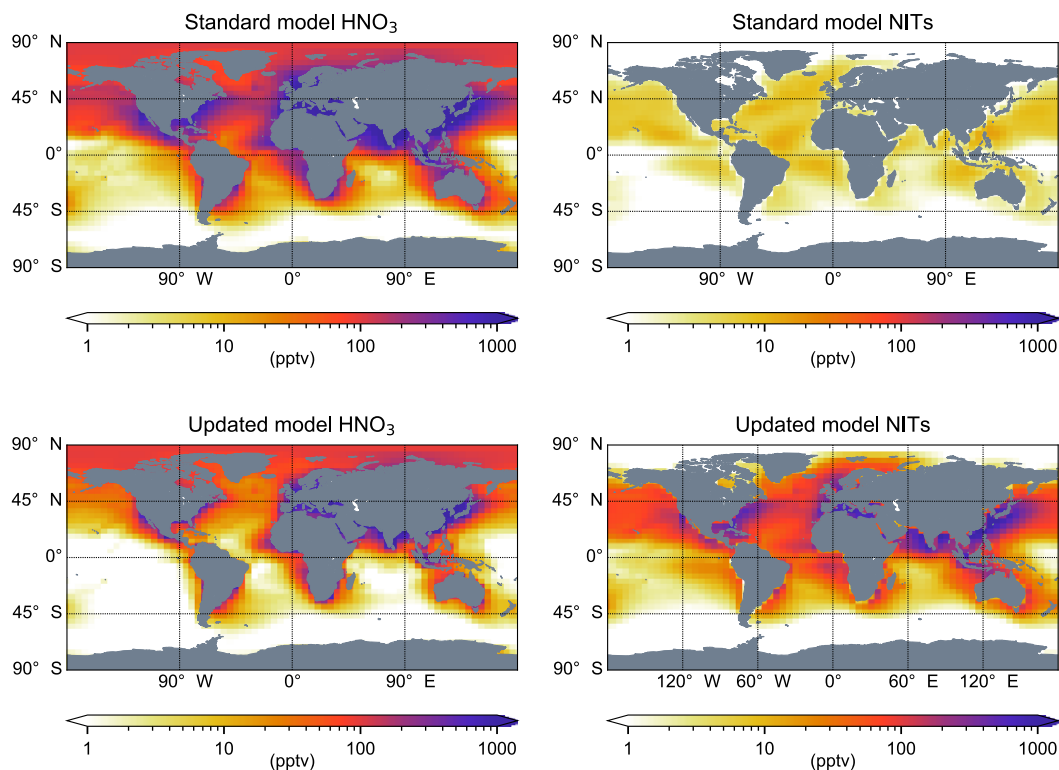 Standard model HNO₃
Standard model NITs
90° N
45° N
0°
45° S
90° S
90° W 0° 90° E
90° N
45° N
0°
45° S
90° S
90° W 0° 90° E
1 10 100 1000
(pptv)
1 10 100 1000
(pptv)
Updated model HNO₃
Updated model NITs
90° N
45° N
0°
45° S
90° S
90° W 0° 90° E
90° N
45° N
0°
45° S
90° S
120° W 60° W 0° 60° E 120° E
1 10 100 1000
(pptv)
1 10 100 1000
(pptv)